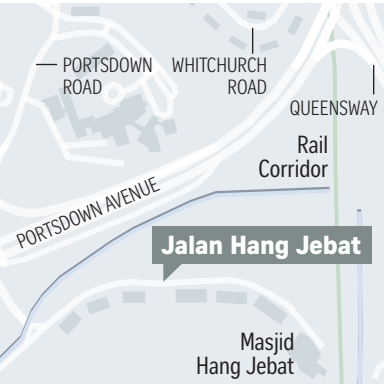 PORTSDOWN
ROAD
WHITCHURCH
ROAD
QUEENSWAY
Rail
Corridor
PORTSDOWN AVENUE
Jalan Hang Jebat
Masjid
Hang Jebat